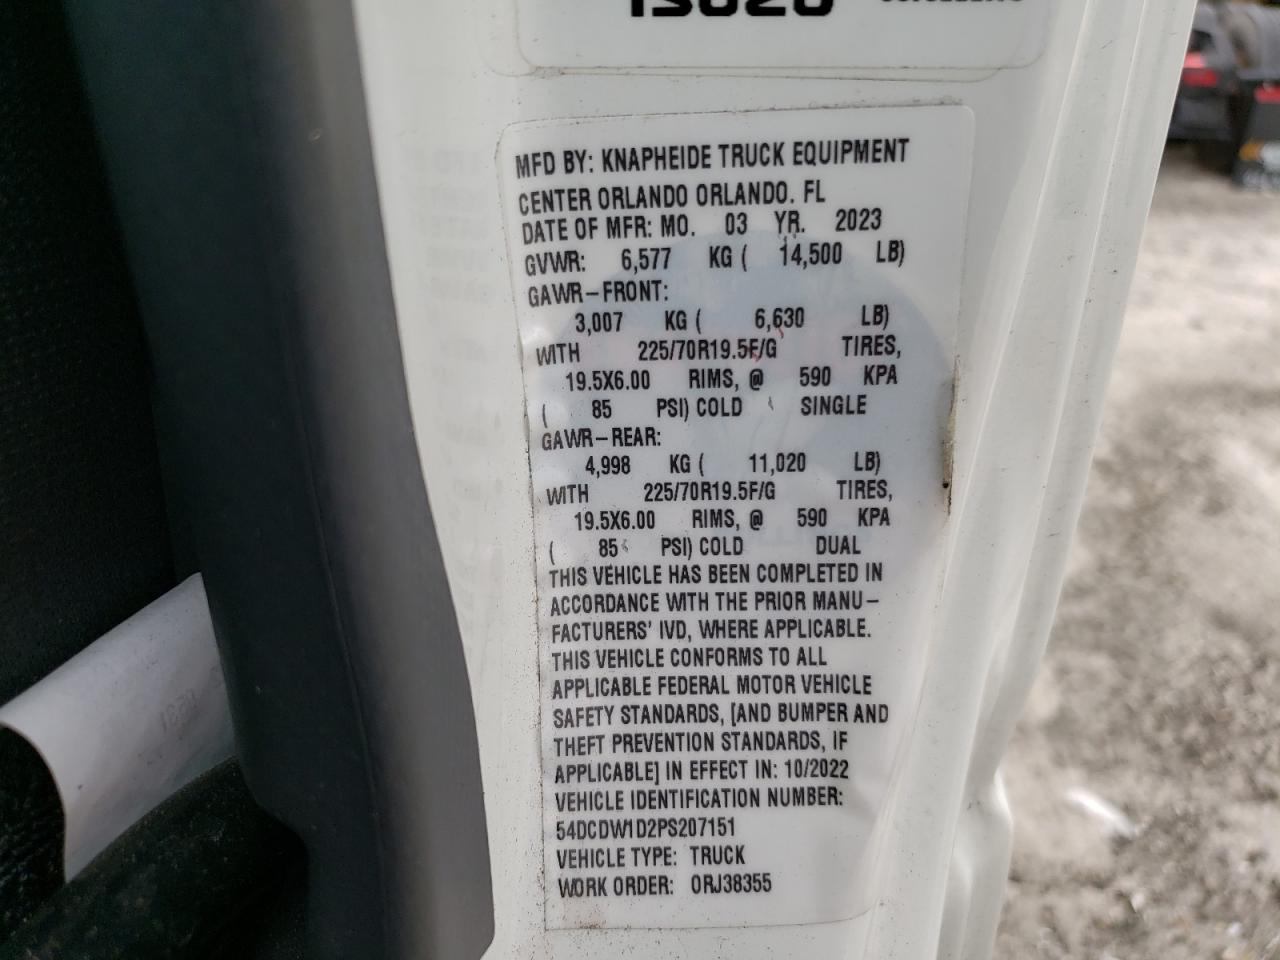 ISUZU
MFD BY: KNAPHEIDE TRUCK EQUIPMENT
CENTER ORLANDO ORLANDO. FL
DATE OF MFR: MO. 03 YR. 2023
GVWR: 6,577 KG ( 14,500 LB)
GAWR-FRONT:
3,007 KG ( 6,630 LB)
WITH 225/70R19.5F/G TIRES,
19.5X6.00 RIMS, @ 590 KPA
( 85 PSI) COLD SINGLE
GAWR-REAR:
4,998 KG ( 11,020 LB)
WITH 225/70R19.5F/G TIRES,
19.5X6.00 RIMS, @ 590 KPA
( 85 PSI) COLD DUAL
THIS VEHICLE HAS BEEN COMPLETED IN
ACCORDANCE WITH THE PRIOR MANU-
FACTURERS' IVD, WHERE APPLICABLE.
THIS VEHICLE CONFORMS TO ALL
APPLICABLE FEDERAL MOTOR VEHICLE
SAFETY STANDARDS, [AND BUMPER AND
THEFT PREVENTION STANDARDS, IF
APPLICABLE] IN EFFECT IN: 10/2022
VEHICLE IDENTIFICATION NUMBER:
54DCDW1D2PS207151
VEHICLE TYPE: TRUCK
WORK ORDER: ORJ38355